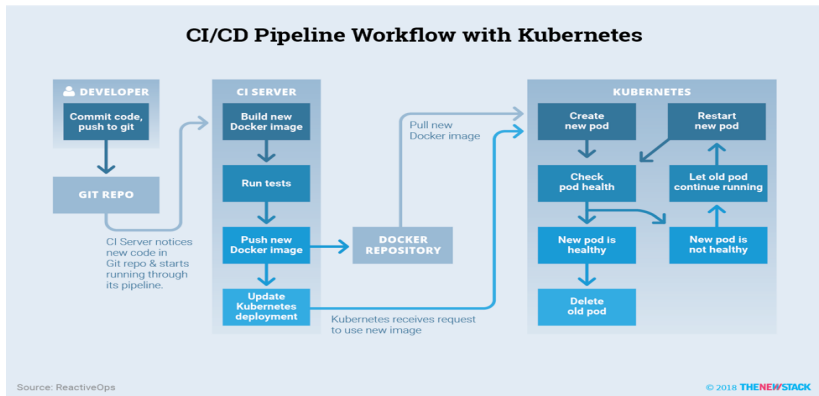 CI/CD Pipeline Workflow with Kubernetes
DEVELOPER
Commit code,
push to git
GIT REPO
CI Server notices
new code in
Git repo & starts
running through
its pipeline.
CI SERVER
Build new
Docker image
Run tests
Push new
Docker image
Update
Kubernetes
deployment
DOCKER
REPOSITORY
Pull new
Docker image
Kubernetes receives request
to use new image
KUBERNETES
Create
new pod
Check
pod health
New pod is
healthy
Delete
old pod
Restart
new pod
Let old pod
continue running
New pod is
not healthy
Source: ReactiveOps
© 2018 THENEWSTACK